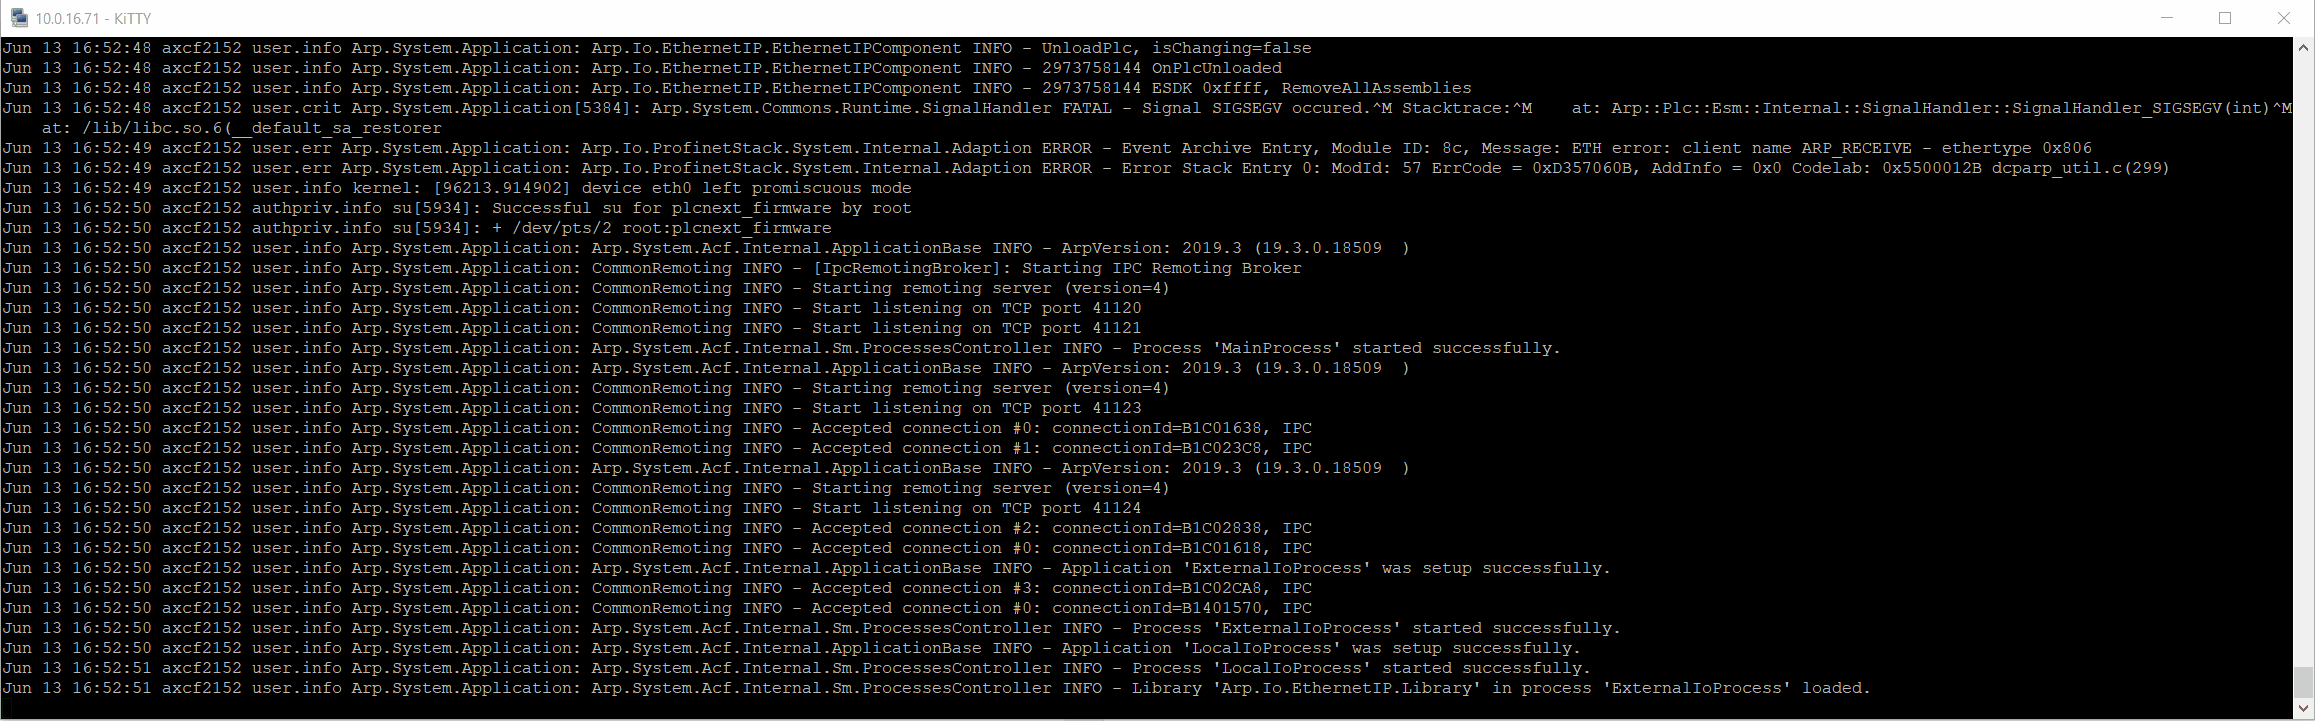 10.0.16.71 - KiTTY
Jun 13 16:52:48 axcf2152 user.info Arp.System.Application: Arp.Io.EthernetIP.EthernetIPComponent INFO - UnloadPlc, isChanging=false
Jun 13 16:52:48 axcf2152 user.info Arp.System.Application: Arp.Io.EthernetIP.EthernetIPComponent INFO - 2973758144 OnPlcUnloaded
Jun 13 16:52:48 axcf2152 user.info Arp.System.Application: Arp.Io.EthernetIP.EthernetIPComponent INFO - 2973758144 ESDK 0xffff, RemoveAllAssemblies
Jun 13 16:52:48 axcf2152 user.crit Arp.System.Application[5384]: Arp.System.Commons.Runtime.SignalHandler FATAL - Signal SIGSEGV occured.^M Stacktrace:^M    at: Arp::Plc::Esm::Internal::SignalHandler::SignalHandler_SIGSEGV(int)^M
    at: /lib/libc.so.6(__default_sa_restorer
Jun 13 16:52:49 axcf2152 user.err Arp.System.Application: Arp.Io.ProfinetStack.System.Internal.Adaption ERROR - Event Archive Entry, Module ID: 8c, Message: ETH error: client name ARP_RECEIVE - ethertype 0x806
Jun 13 16:52:49 axcf2152 user.err Arp.System.Application: Arp.Io.ProfinetStack.System.Internal.Adaption ERROR - Error Stack Entry 0: ModId: 57 ErrCode = 0xD357060B, AddInfo = 0x0 Codelab: 0x5500012B dcparp_util.c(299)
Jun 13 16:52:49 axcf2152 user.info kernel: [96213.914902] device eth0 left promiscuous mode
Jun 13 16:52:50 axcf2152 authpriv.info su[5934]: Successful su for plcnext_firmware by root
Jun 13 16:52:50 axcf2152 authpriv.info su[5934]: + /dev/pts/2 root:plcnext_firmware
Jun 13 16:52:50 axcf2152 user.info Arp.System.Application: Arp.System.Acf.Internal.ApplicationBase INFO - ArpVersion: 2019.3 (19.3.0.18509  )
Jun 13 16:52:50 axcf2152 user.info Arp.System.Application: CommonRemoting INFO - [IpcRemotingBroker]: Starting IPC Remoting Broker
Jun 13 16:52:50 axcf2152 user.info Arp.System.Application: CommonRemoting INFO - Starting remoting server (version=4)
Jun 13 16:52:50 axcf2152 user.info Arp.System.Application: CommonRemoting INFO - Start listening on TCP port 41120
Jun 13 16:52:50 axcf2152 user.info Arp.System.Application: CommonRemoting INFO - Start listening on TCP port 41121
Jun 13 16:52:50 axcf2152 user.info Arp.System.Application: Arp.System.Acf.Internal.Sm.ProcessesController INFO - Process 'MainProcess' started successfully.
Jun 13 16:52:50 axcf2152 user.info Arp.System.Application: Arp.System.Acf.Internal.ApplicationBase INFO - ArpVersion: 2019.3 (19.3.0.18509  )
Jun 13 16:52:50 axcf2152 user.info Arp.System.Application: CommonRemoting INFO - Starting remoting server (version=4)
Jun 13 16:52:50 axcf2152 user.info Arp.System.Application: CommonRemoting INFO - Start listening on TCP port 41123
Jun 13 16:52:50 axcf2152 user.info Arp.System.Application: CommonRemoting INFO - Accepted connection #0: connectionId=B1C01638, IPC
Jun 13 16:52:50 axcf2152 user.info Arp.System.Application: CommonRemoting INFO - Accepted connection #1: connectionId=B1C023C8, IPC
Jun 13 16:52:50 axcf2152 user.info Arp.System.Application: Arp.System.Acf.Internal.ApplicationBase INFO - ArpVersion: 2019.3 (19.3.0.18509  )
Jun 13 16:52:50 axcf2152 user.info Arp.System.Application: CommonRemoting INFO - Starting remoting server (version=4)
Jun 13 16:52:50 axcf2152 user.info Arp.System.Application: CommonRemoting INFO - Start listening on TCP port 41124
Jun 13 16:52:50 axcf2152 user.info Arp.System.Application: CommonRemoting INFO - Accepted connection #2: connectionId=B1C02838, IPC
Jun 13 16:52:50 axcf2152 user.info Arp.System.Application: CommonRemoting INFO - Accepted connection #0: connectionId=B1C01618, IPC
Jun 13 16:52:50 axcf2152 user.info Arp.System.Application: Arp.System.Acf.Internal.ApplicationBase INFO - Application 'ExternalIoProcess' was setup successfully.
Jun 13 16:52:50 axcf2152 user.info Arp.System.Application: CommonRemoting INFO - Accepted connection #3: connectionId=B1C02CA8, IPC
Jun 13 16:52:50 axcf2152 user.info Arp.System.Application: CommonRemoting INFO - Accepted connection #0: connectionId=B1401570, IPC
Jun 13 16:52:50 axcf2152 user.info Arp.System.Application: Arp.System.Acf.Internal.Sm.ProcessesController INFO - Process 'ExternalIoProcess' started successfully.
Jun 13 16:52:50 axcf2152 user.info Arp.System.Application: Arp.System.Acf.Internal.ApplicationBase INFO - Application 'LocalIoProcess' was setup successfully.
Jun 13 16:52:51 axcf2152 user.info Arp.System.Application: Arp.System.Acf.Internal.Sm.ProcessesController INFO - Process 'LocalIoProcess' started successfully.
Jun 13 16:52:51 axcf2152 user.info Arp.System.Application: Arp.System.Acf.Internal.Sm.ProcessesController INFO - Library 'Arp.Io.EthernetIP.Library' in process 'ExternalIoProcess' loaded.